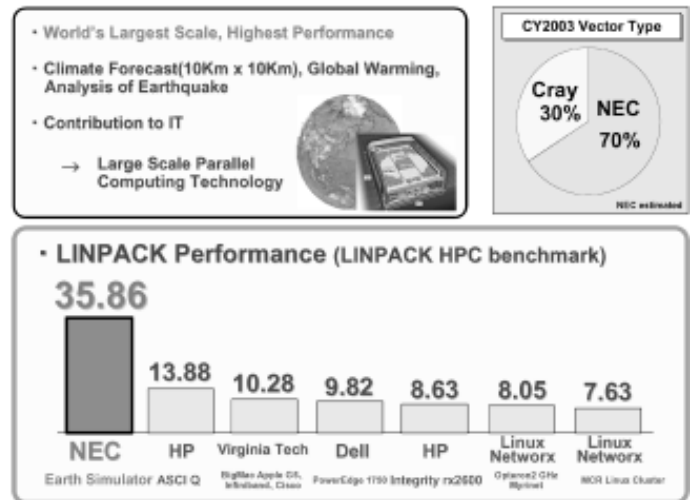 · World's Largest Scale, Highest Performance
· Climate Forecast(10Km x 10Km), Global Warming,
Analysis of Earthquake
· Contribution to IT
→ Large Scale Parallel
Computing Technology
CY2003 Vector Type
Cray
30%
NEC
70%
NEC estimated
· LINPACK Performance (LINPACK HPC benchmark)
35.86
13.88
10.28
9.82
8.63
8.05
7.63
NEC
HP
Virginia Tech
Dell
HP
Linux
Networx
Linux
Networx
Earth Simulator
ASCI Q
BigMac Apple G5,
Infiniband, Cisco
PowerEdge 1750
Integrity rx2600
Opteron2 GHz
Myrinet
MCR Linux Cluster